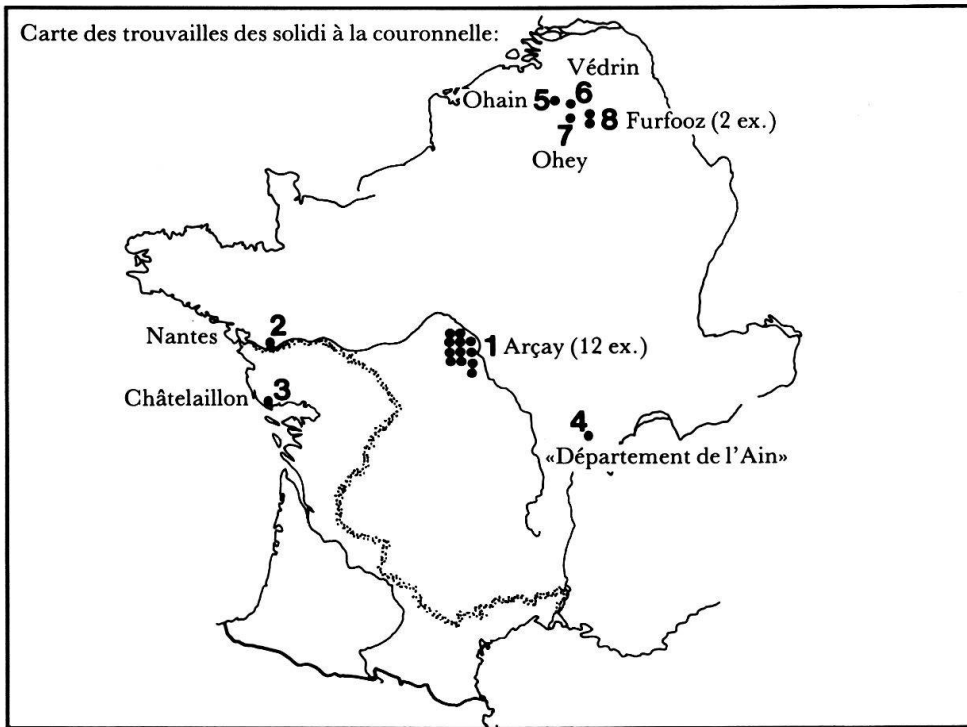 Carte des trouvailles des solidi à la couronnelle:
Védrin
Ohain 5 6
7 8 Furfooz (2 ex.)
Ohey
Nantes 2
1 Arçay (12 ex.)
Châtelaillon 3
4
«Département de l'Ain»